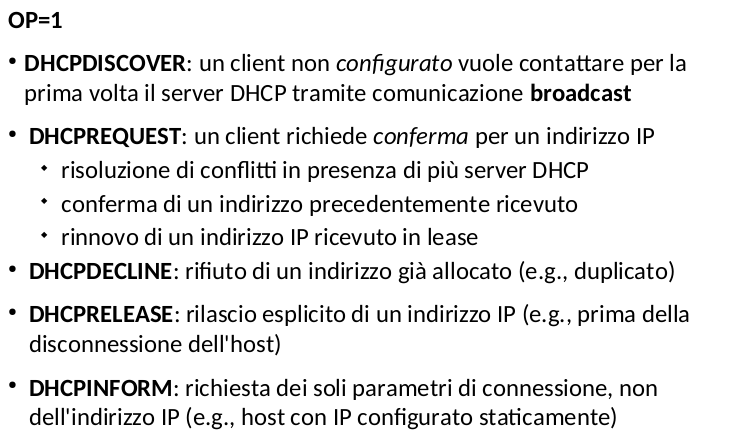 OP=1
• DHCPDISCOVER: un client non configurato vuole contattare per la
prima volta il server DHCP tramite comunicazione broadcast
• DHCPREQUEST: un client richiede conferma per un indirizzo IP
• risoluzione di conflitti in presenza di più server DHCP
• conferma di un indirizzo precedentemente ricevuto
• rinnovo di un indirizzo IP ricevuto in lease
• DHCPDECLINE: rifiuto di un indirizzo già allocato (e.g., duplicato)
• DHCPRELEASE: rilascio esplicito di un indirizzo IP (e.g., prima della
disconnessione dell'host)
• DHCPINFORM: richiesta dei soli parametri di connessione, non
dell'indirizzo IP (e.g., host con IP configurato staticamente)